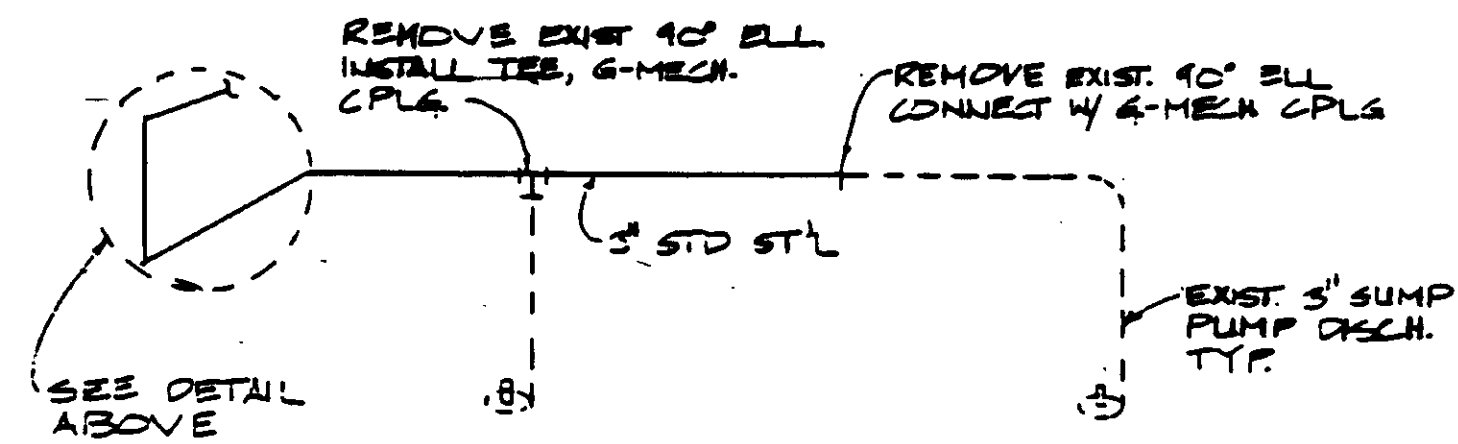 REMOVE EXIST 90° ELL
INSTALL TEE, G-MECH.
CPLG.
REMOVE EXIST. 90° ELL
CONNECT W/ G-MECH CPLG
3" STD ST'L
EXIST. 3" SUMP
PUMP DISCH.
TYP.
SEE DETAIL
ABOVE